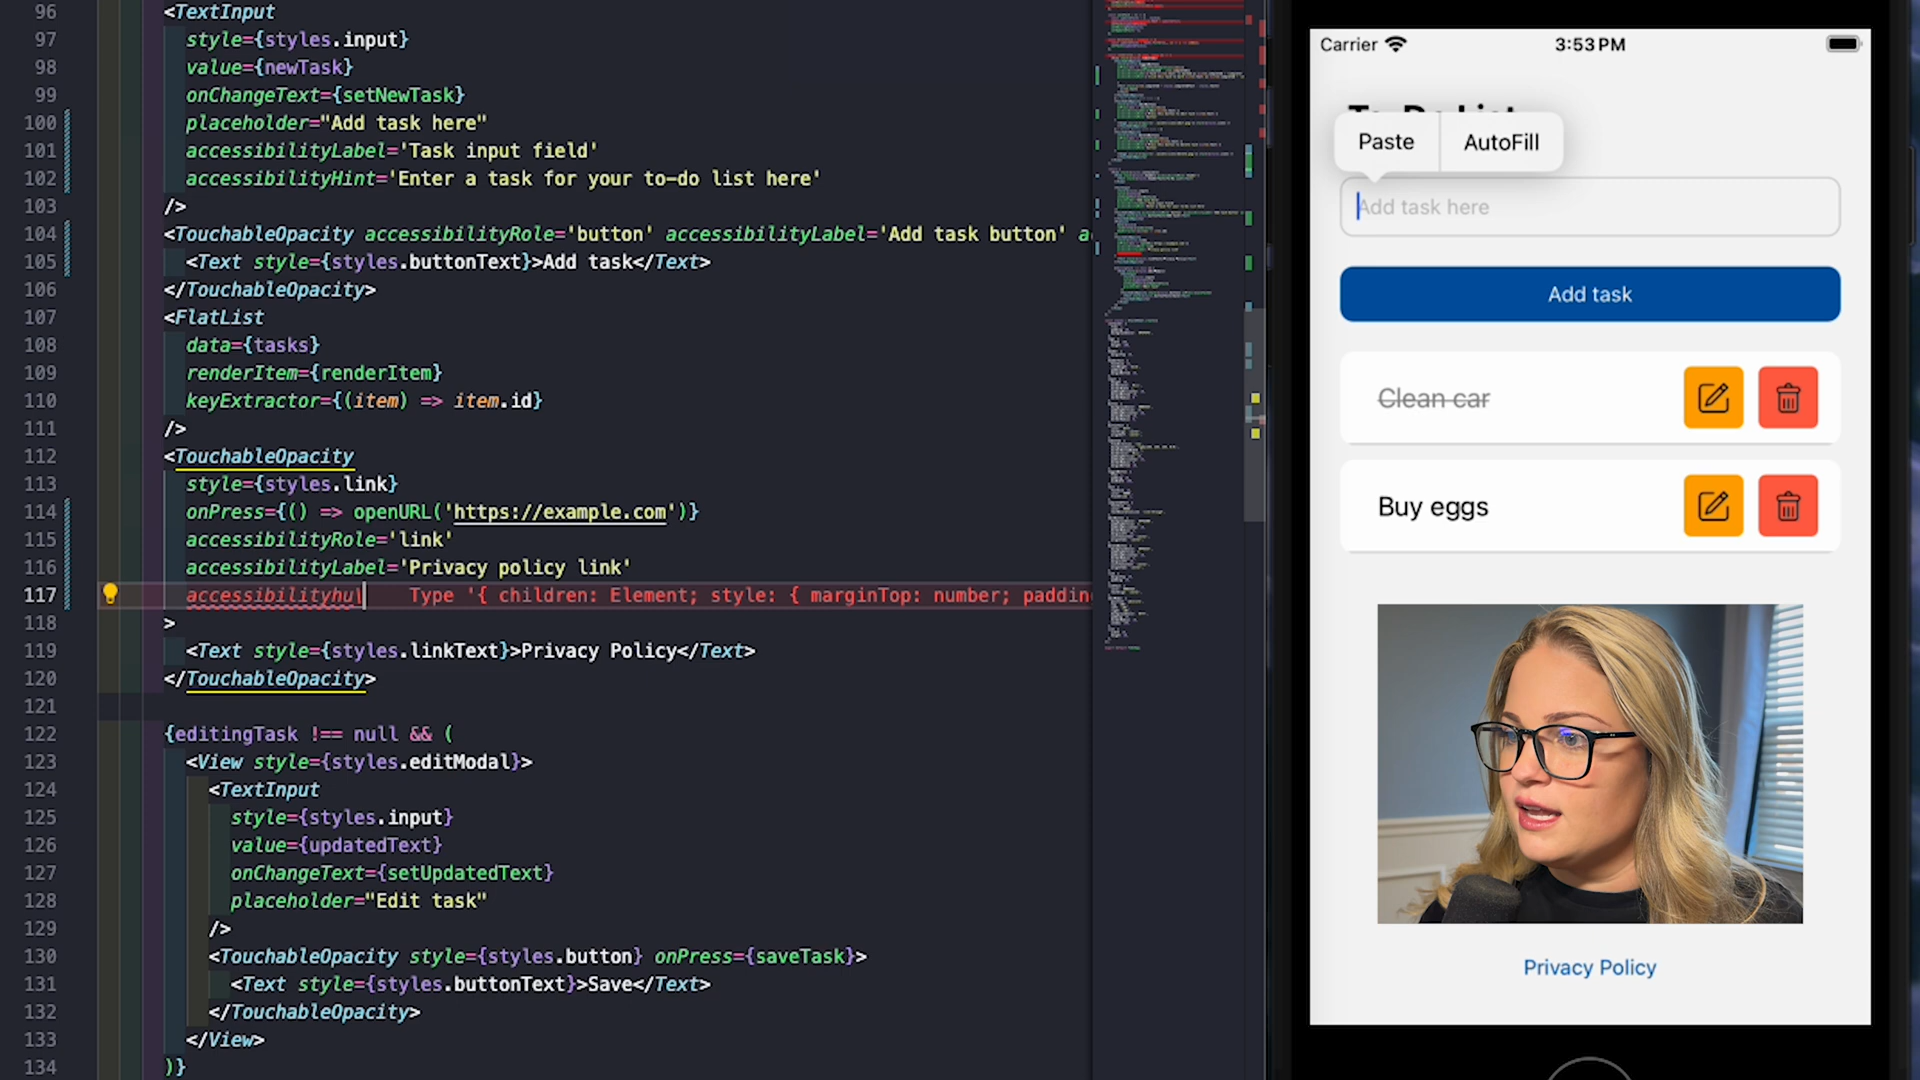 96 <TextInput
97 style={styles.input}
98 value={newTask}
99 onChangeText={setNewTask}
100 placeholder="Add task here"
101 accessibilityLabel='Task input field'
102 accessibilityHint='Enter a task for your to-do list here'
103 />
104 <TouchableOpacity accessibilityRole='button' accessibilityLabel='Add task button'
105 <Text style={styles.buttonText}>Add task</Text>
106 </TouchableOpacity>
107 <FlatList
108 data={tasks}
109 renderItem={renderItem}
110 keyExtractor={(item) => item.id}
111 />
112 <TouchableOpacity
113 style={styles.link}
114 onPress={() => openURL('https://example.com')}
115 accessibilityRole='link'
116 accessibilityLabel='Privacy policy link'
117 accessibilityhu\ Type '{ children: Element; style: { marginTop: number; paddin
118 >
119 <Text style={styles.linkText}>Privacy Policy</Text>
120 </TouchableOpacity>
121
122 {editingTask !== null && (
123 <View style={styles.editModal}>
124 <TextInput
125 style={styles.input}
126 value={updatedText}
127 onChangeText={setUpdatedText}
128 placeholder="Edit task"
129 />
130 <TouchableOpacity style={styles.button} onPress={saveTask}>
131 <Text style={styles.buttonText}>Save</Text>
132 </TouchableOpacity>
133 </View>
134 )}
Carrier 3:53 PM
Paste AutoFill
Add task here
Add task
Clean car
Buy eggs
Privacy Policy